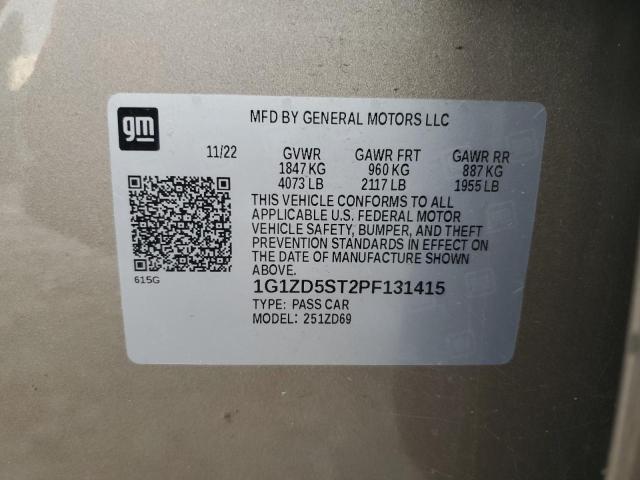 gm
MFD BY GENERAL MOTORS LLC
11/22 GVWR GAWR FRT GAWR RR
1847 KG 960 KG 887 KG
4073 LB 2117 LB 1955 LB
THIS VEHICLE CONFORMS TO ALL
APPLICABLE U.S. FEDERAL MOTOR
VEHICLE SAFETY, BUMPER, AND THEFT
PREVENTION STANDARDS IN EFFECT ON
THE DATE OF MANUFACTURE SHOWN
ABOVE.
615G
1G1ZD5ST2PF131415
TYPE: PASS CAR
MODEL: 251ZD69